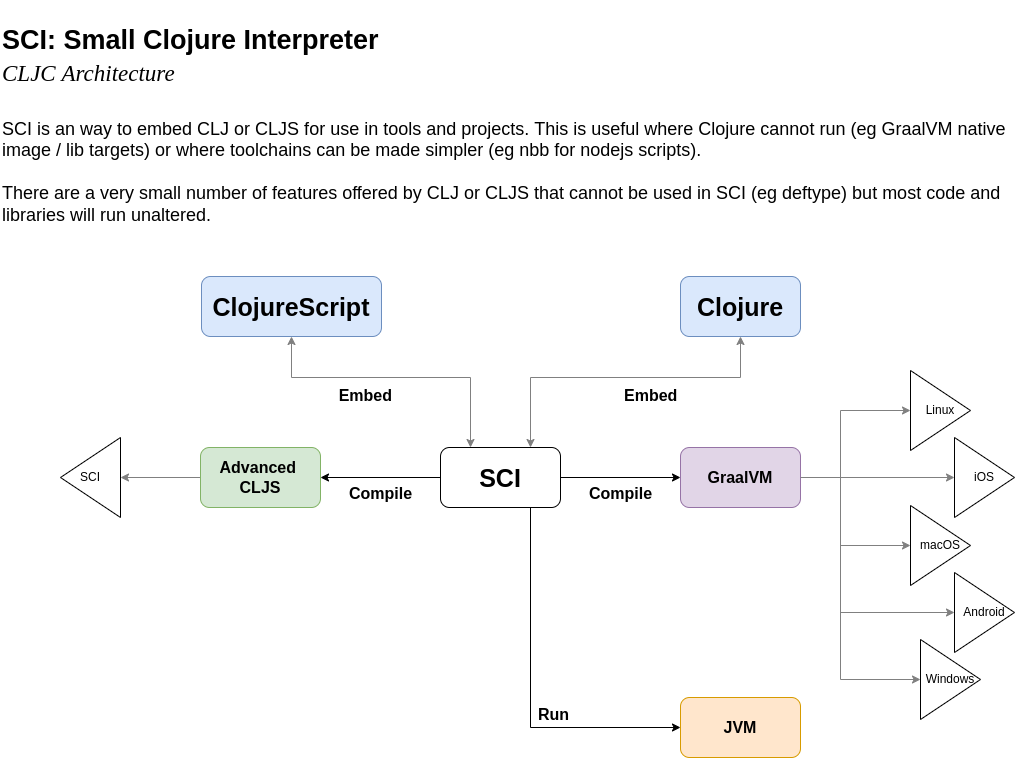 SCI: Small Clojure Interpreter
CLJC Architecture
SCI is an way to embed CLJ or CLJS for use in tools and projects. This is useful where Clojure cannot run (eg GraalVM native
image / lib targets) or where toolchains can be made simpler (eg nbb for nodejs scripts).
There are a very small number of features offered by CLJ or CLJS that cannot be used in SCI (eg deftype) but most code and
libraries will run unaltered.
ClojureScript
Clojure
Embed
Embed
Linux
SCI
Advanced
CLJS
Compile
SCI
Compile
GraalVM
iOS
macOS
Android
Windows
Run
JVM